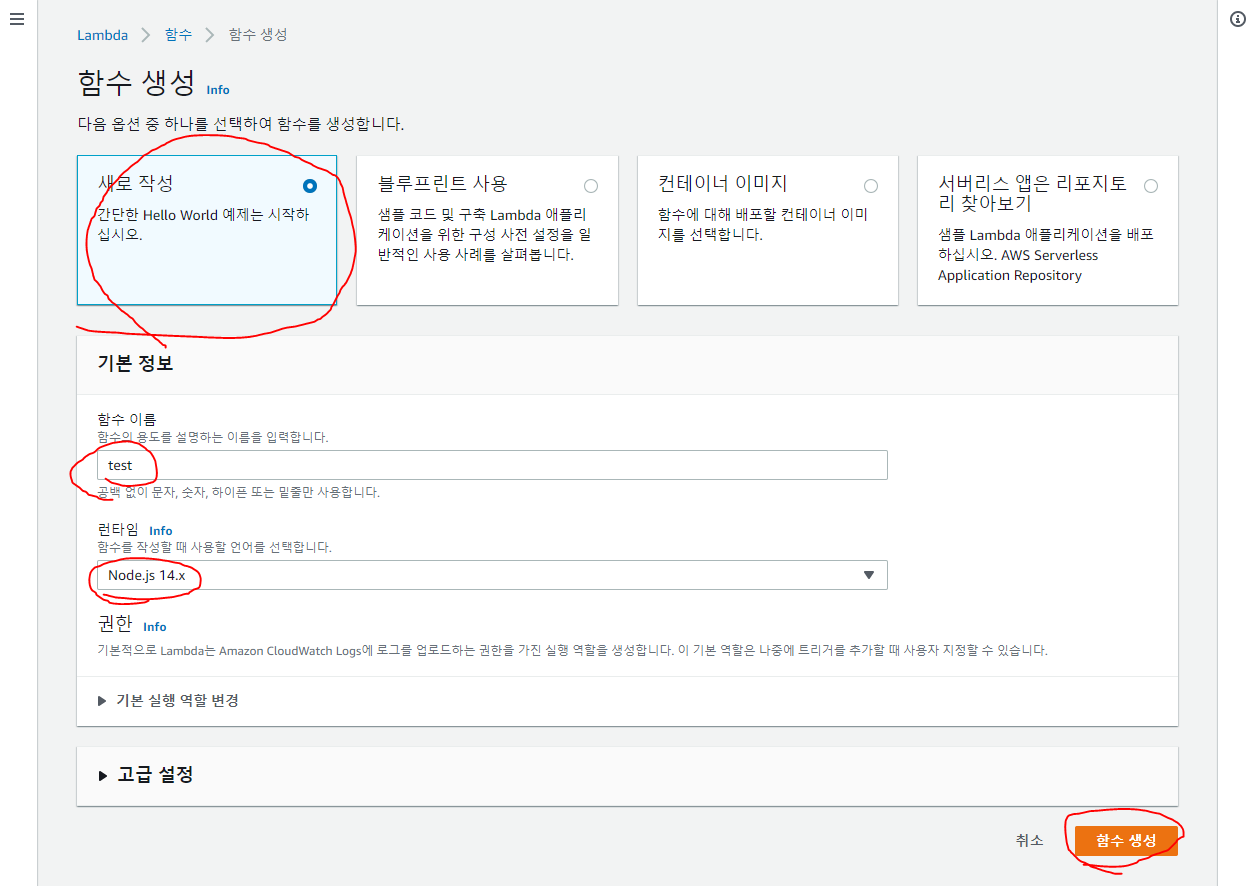 Lambda > 함수 > 함수 생성
함수 생성 Info
다음 옵션 중 하나를 선택하여 함수를 생성합니다.
새로 작성
간단한 Hello World 예제는 시작하
십시오.
블루프린트 사용
샘플 코드 및 구축 Lambda 애플리
케이션을 위한 구성 사전 설정을 일
반적인 사용 사례를 살펴봅니다.
컨테이너 이미지
함수에 대해 배포할 컨테이너 이미
지를 선택합니다.
서버리스 앱은 리포지토
리 찾아보기
샘플 Lambda 애플리케이션을 배포
하십시오. AWS Serverless
Application Repository
기본 정보
함수 이름
함수의 용도를 설명하는 이름을 입력합니다.
test
공백 없이 문자, 숫자, 하이픈 또는 밑줄만 사용합니다.
런타임 Info
함수를 작성할 때 사용할 언어를 선택합니다.
Node.js 14.x
권한 Info
기본적으로 Lambda는 Amazon CloudWatch Logs에 로그를 업로드하는 권한을 가진 실행 역할을 생성합니다. 이 기본 역할은 나중에 트리거를 추가할 때 사용자 지정할 수 있습니다.
기본 실행 역할 변경
고급 설정
취소 함수 생성